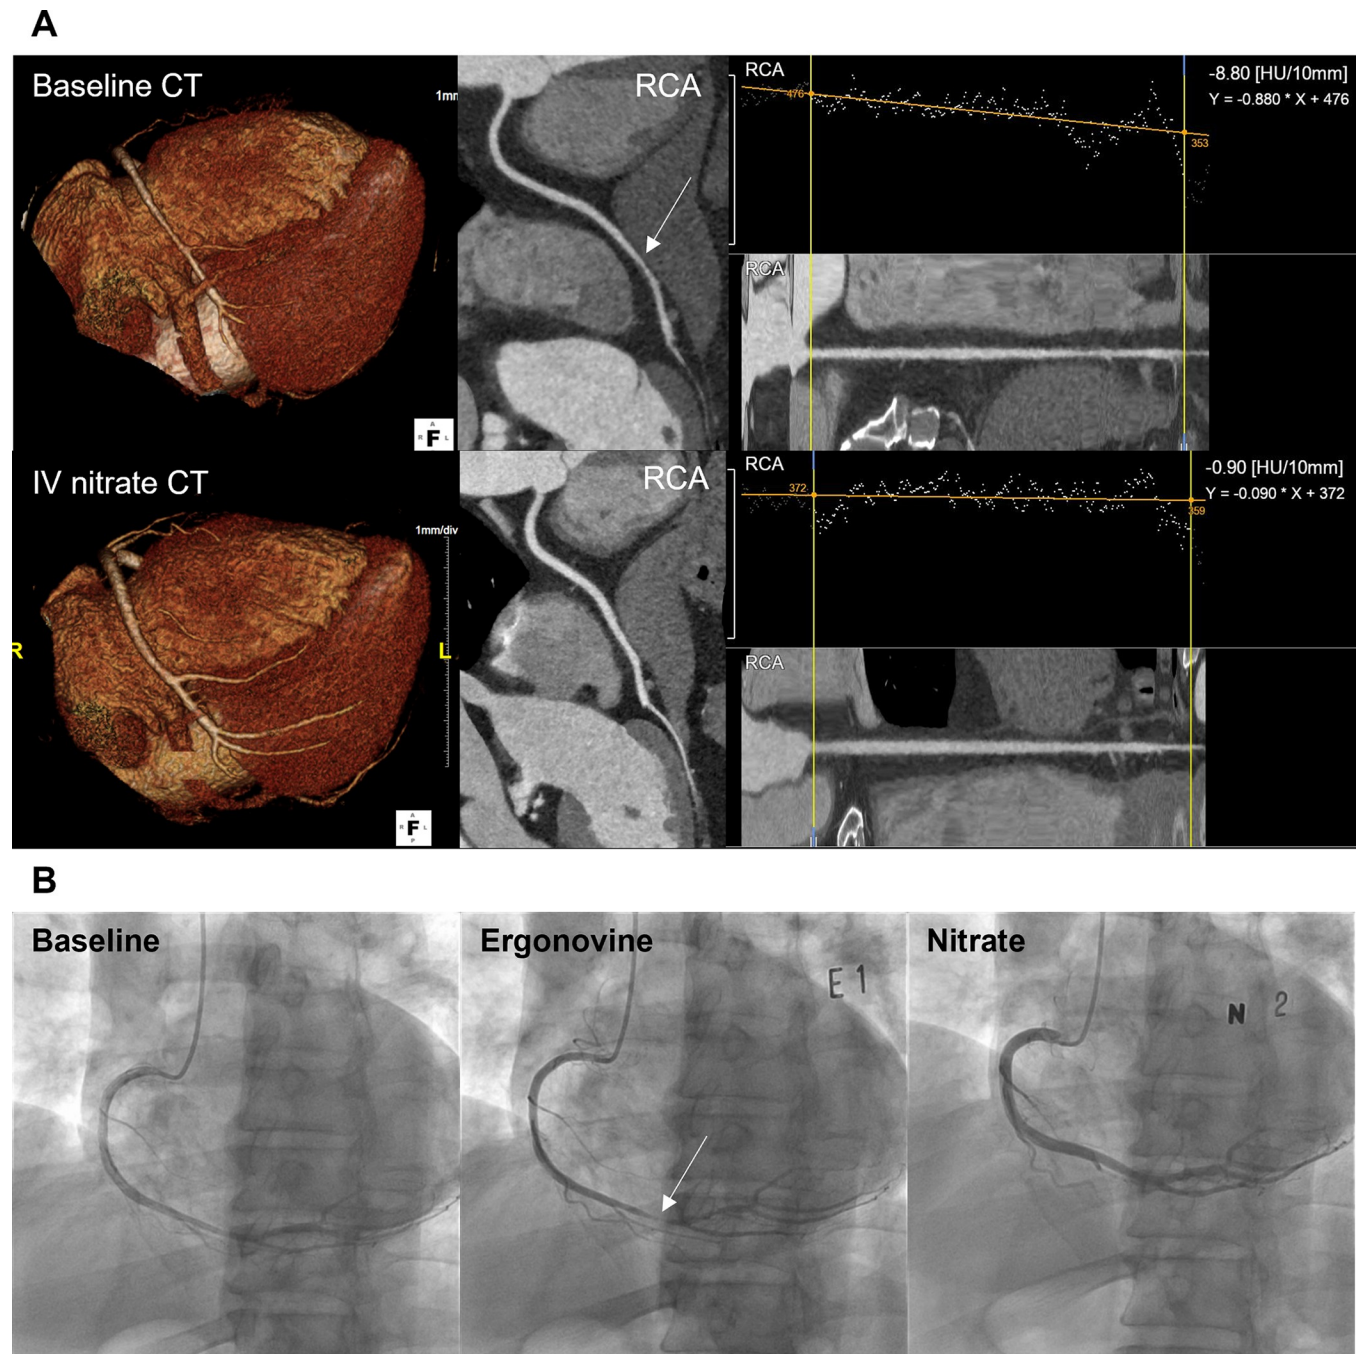 A
Baseline CT
1mm
RCA
RCA
476
353
-8.80 [HU/10mm]
Y = -0.880 * X + 476
RCA
A
R F L
IV nitrate CT
1mm/div
R
L
RCA
RCA
372
359
-0.90 [HU/10mm]
Y = -0.090 * X + 372
RCA
A
R F L
P
B
Baseline
Ergonovine
E 1
Nitrate
N 2